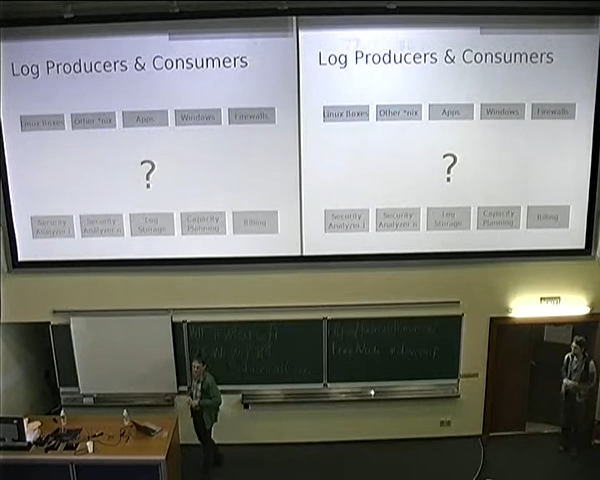 Log Producers & Consumers
Linux Boxes Other *nix Apps Windows Firewalls
?
Security Analyzer 1 Security Analyzer n Log Storage Capacity Planning Billing
Log Producers & Consumers
Linux Boxes Other *nix Apps Windows Firewalls
?
Security Analyzer 1 Security Analyzer n Log Storage Capacity Planning Billing